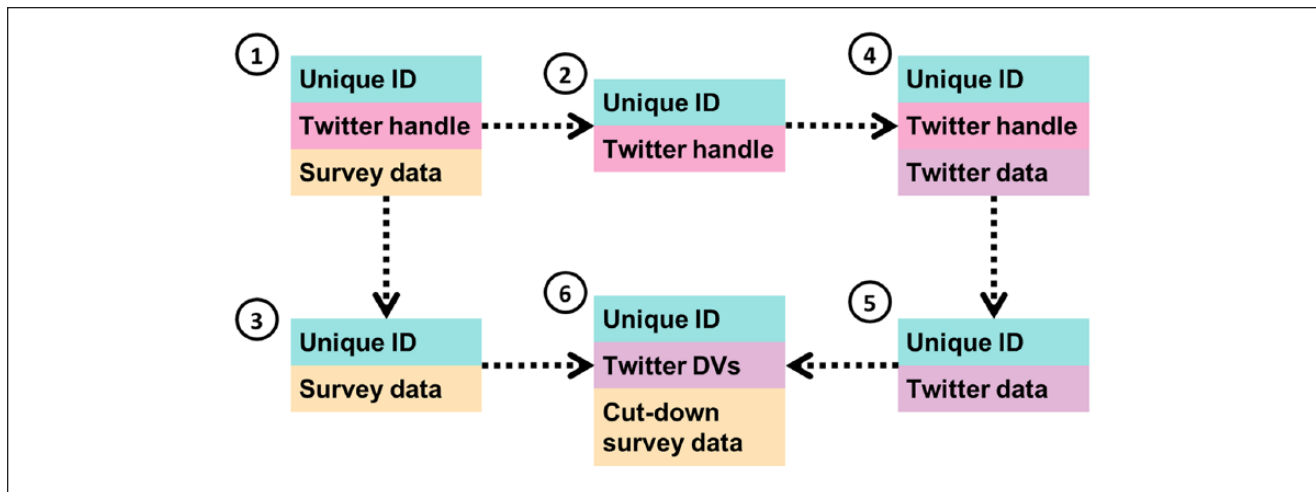 1
Unique ID
Twitter handle
Survey data
2
Unique ID
Twitter handle
4
Unique ID
Twitter handle
Twitter data
3
Unique ID
Survey data
6
Unique ID
Twitter DVs
Cut-down
survey data
5
Unique ID
Twitter data